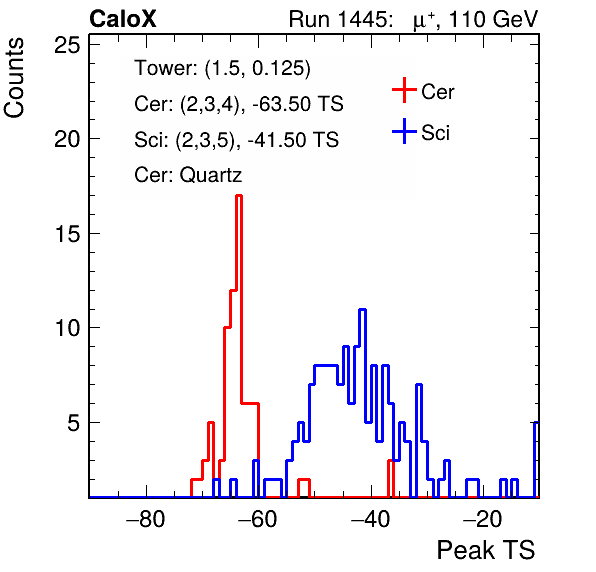 CaloX Run 1445: μ+, 110 GeV
Counts
25
20
15
10
5
Tower: (1.5, 0.125)
Cer: (2,3,4), -63.50 TS
Sci: (2,3,5), -41.50 TS
Cer: Quartz
Cer
Sci
−80 −60 −40 −20
Peak TS